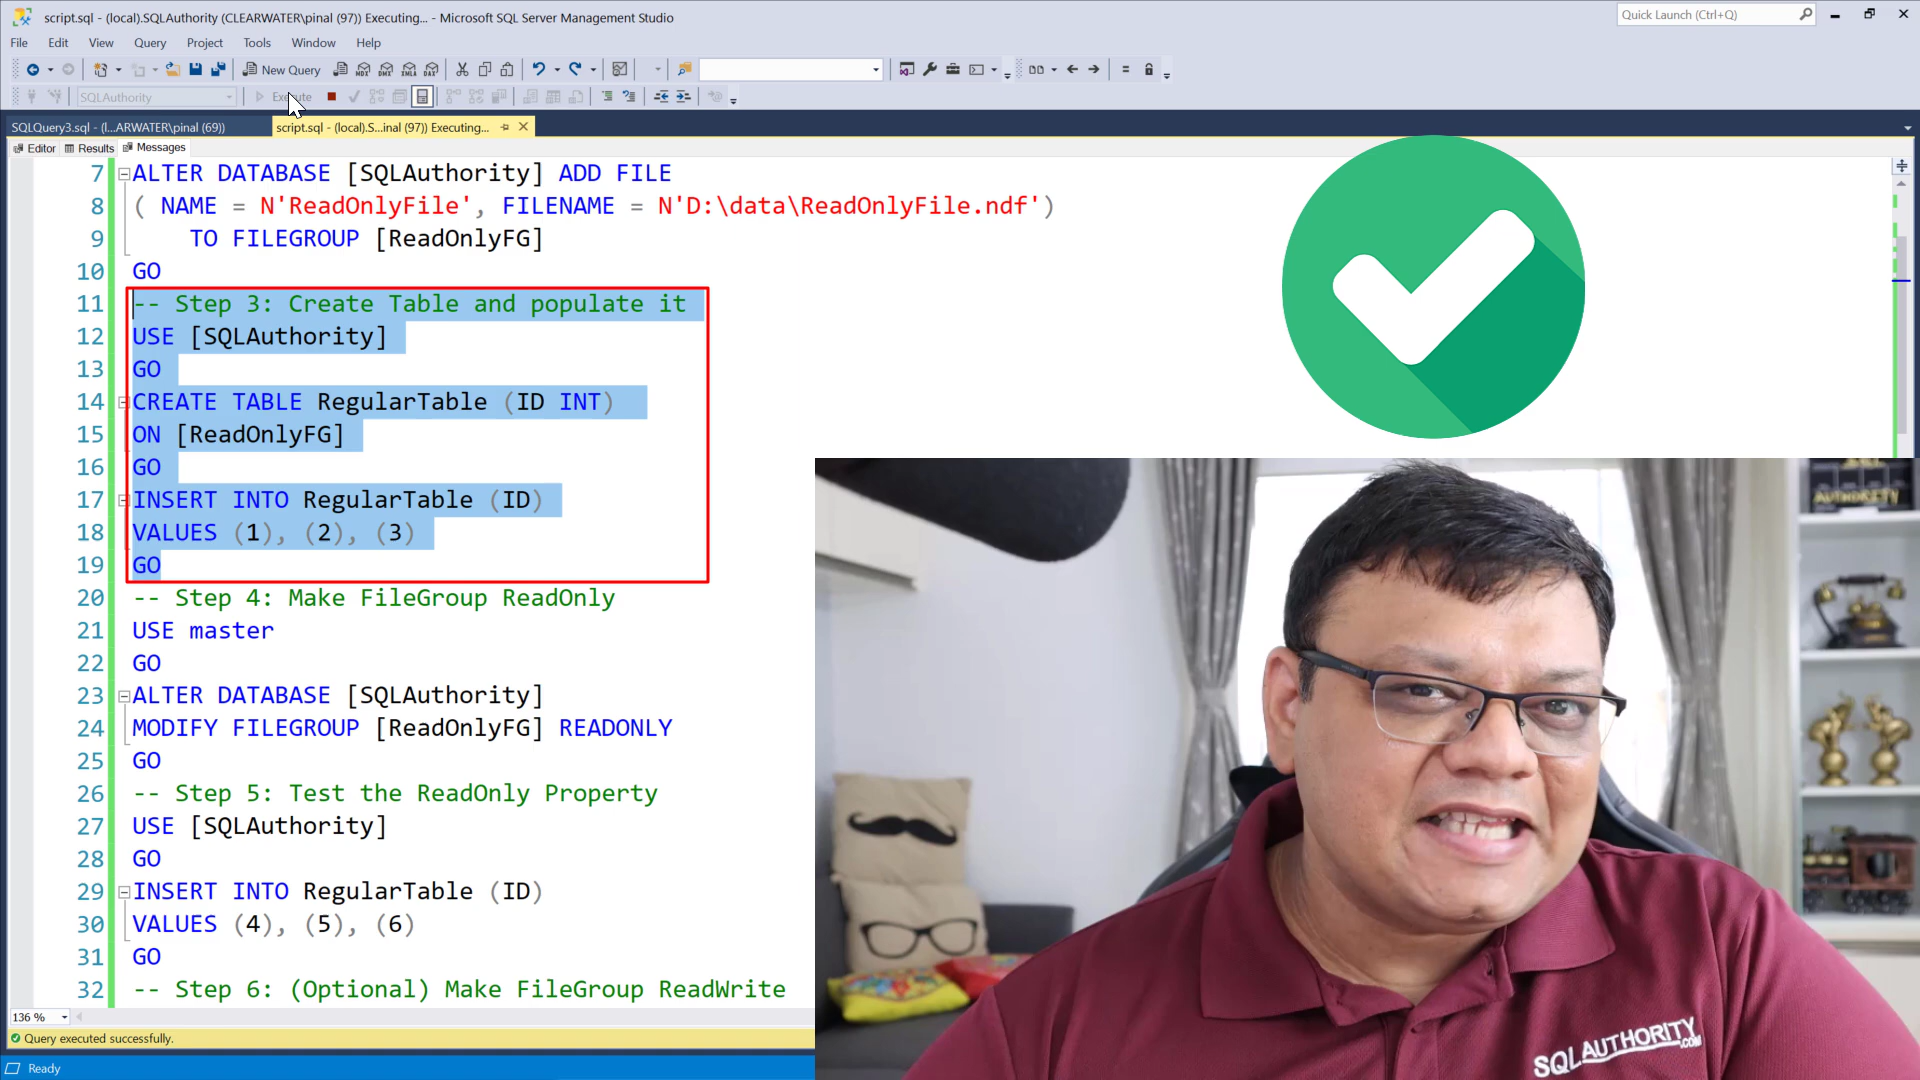 script.sql - (local).SQLAuthority (CLEARWATER\pinal (97)) Executing... - Microsoft SQL Server Management Studio
Quick Launch (Ctrl+Q)
File Edit View Query Project Tools Window Help
New Query
MDX DMX XMLA DAX
SQLAuthority
Execute
SQLQuery3.sql - (l...ARWATER\pinal (69))
script.sql - (local).S...inal (97)) Executing...
Editor Results Messages
7 ALTER DATABASE [SQLAuthority] ADD FILE
8 ( NAME = N'ReadOnlyFile', FILENAME = N'D:\data\ReadOnlyFile.ndf')
9 TO FILEGROUP [ReadOnlyFG]
10 GO
11 -- Step 3: Create Table and populate it
12 USE [SQLAuthority]
13 GO
14 CREATE TABLE RegularTable (ID INT)
15 ON [ReadOnlyFG]
16 GO
17 INSERT INTO RegularTable (ID)
18 VALUES (1), (2), (3)
19 GO
20 -- Step 4: Make FileGroup ReadOnly
21 USE master
22 GO
23 ALTER DATABASE [SQLAuthority]
24 MODIFY FILEGROUP [ReadOnlyFG] READONLY
25 GO
26 -- Step 5: Test the ReadOnly Property
27 USE [SQLAuthority]
28 GO
29 INSERT INTO RegularTable (ID)
30 VALUES (4), (5), (6)
31 GO
32 -- Step 6: (Optional) Make FileGroup ReadWrite
136 %
Query executed successfully.
Ready
AUTHORITY
SQLAUTHORITY
.COM